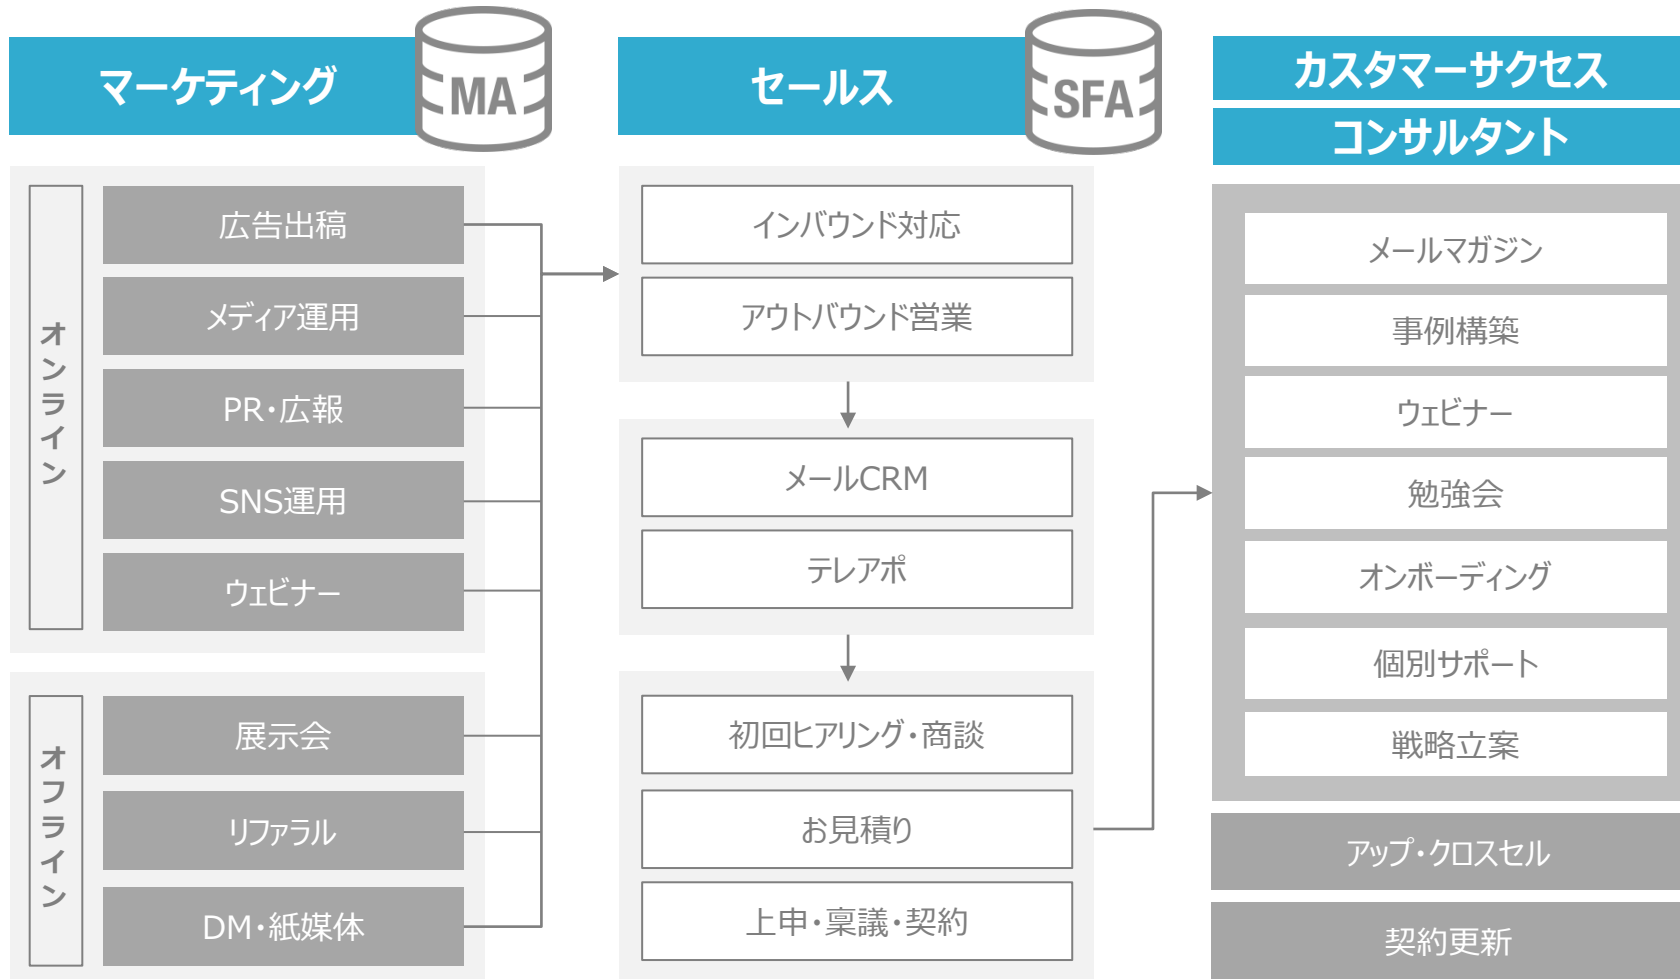 マーケティング
MA
オンライン
広告出稿
メディア運用
PR・広報
SNS運用
ウェビナー
オフライン
展示会
リファラル
DM・紙媒体
セールス
SFA
インバウンド対応
アウトバウンド営業
メールCRM
テレアポ
初回ヒアリング・商談
お見積り
上申・稟議・契約
カスタマーサクセス
コンサルタント
メールマガジン
事例構築
ウェビナー
勉強会
オンボーディング
個別サポート
戦略立案
アップ・クロスセル
契約更新